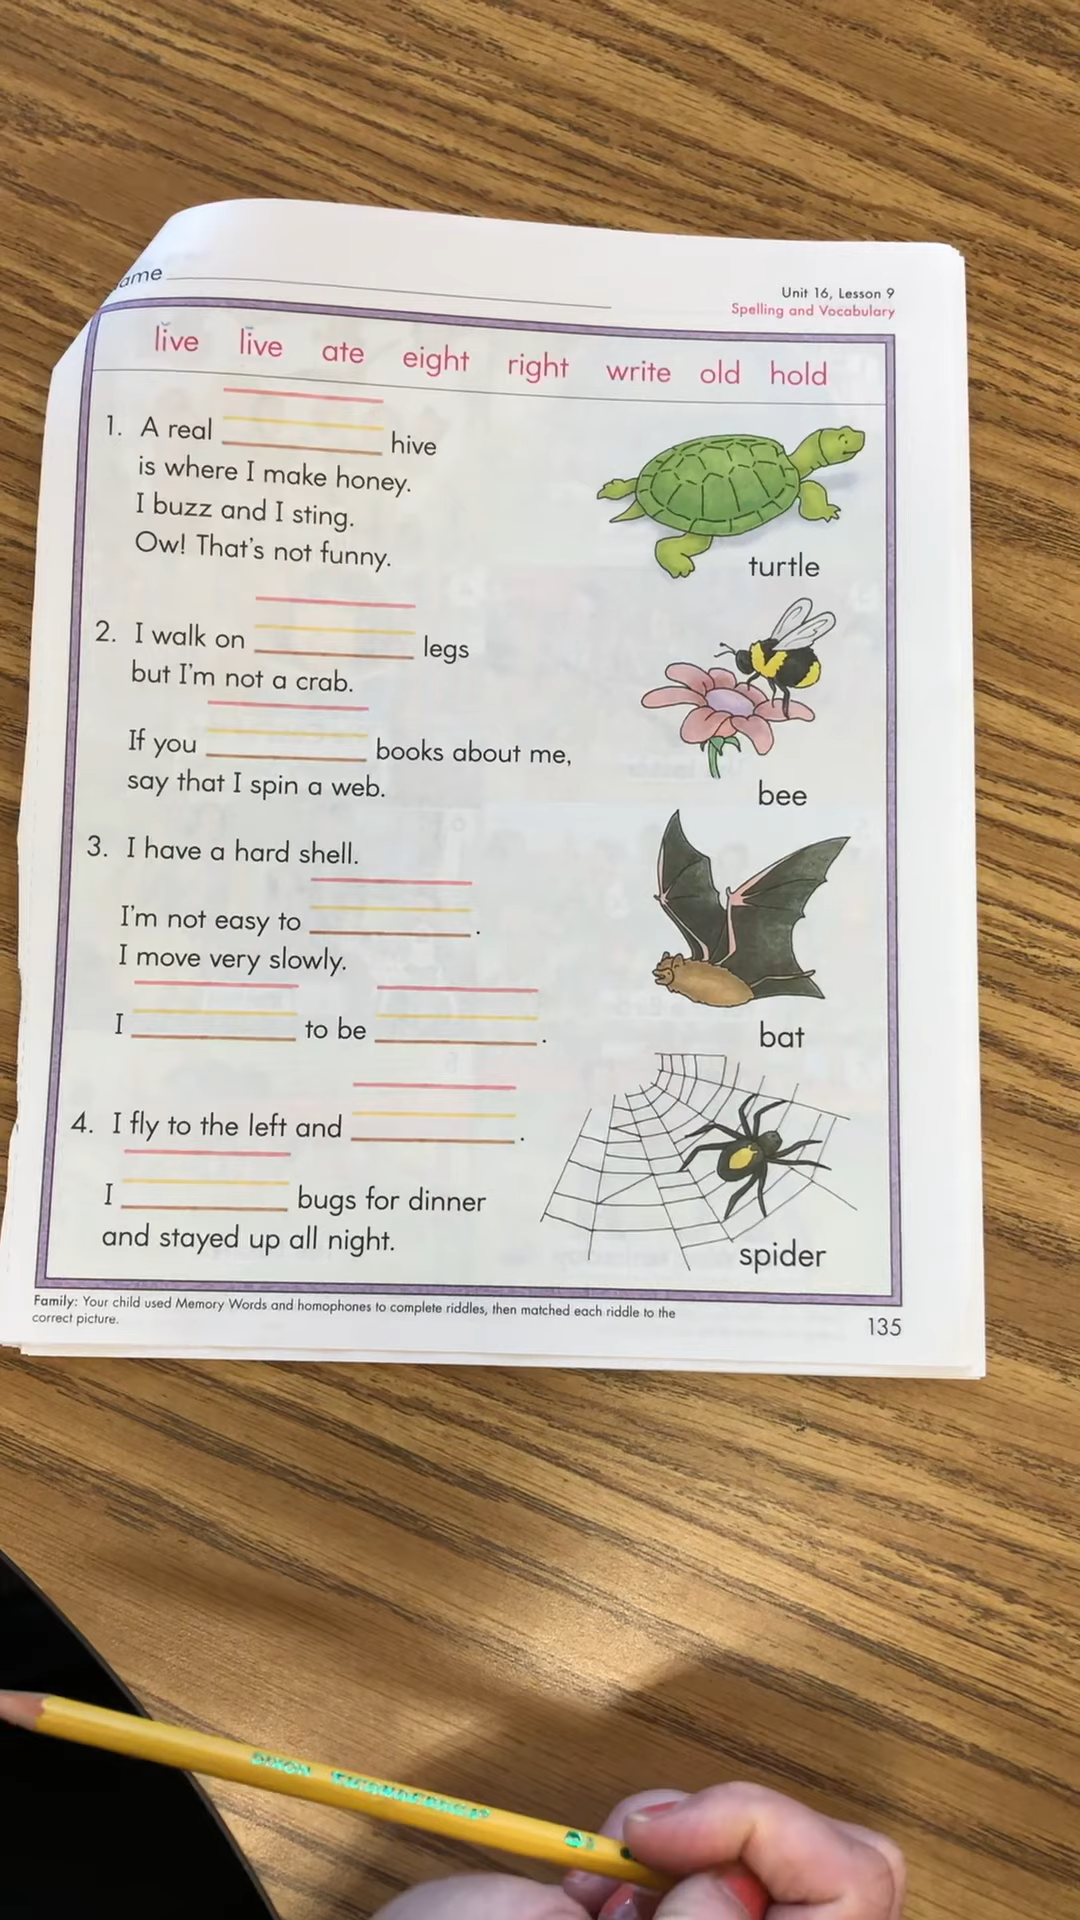 ame
Unit 16, Lesson 9
Spelling and Vocabulary
lĭve līve ate eight right write old hold
1. A real hive
is where I make honey.
I buzz and I sting.
Ow! That's not funny.
turtle
2. I walk on legs
but I'm not a crab.
If you books about me,
say that I spin a web.
bee
3. I have a hard shell.
I'm not easy to .
I move very slowly.
I to be .
bat
4. I fly to the left and .
I bugs for dinner
and stayed up all night.
spider
Family: Your child used Memory Words and homophones to complete riddles, then matched each riddle to the
correct picture.
135
DIXON TICONDEROGA